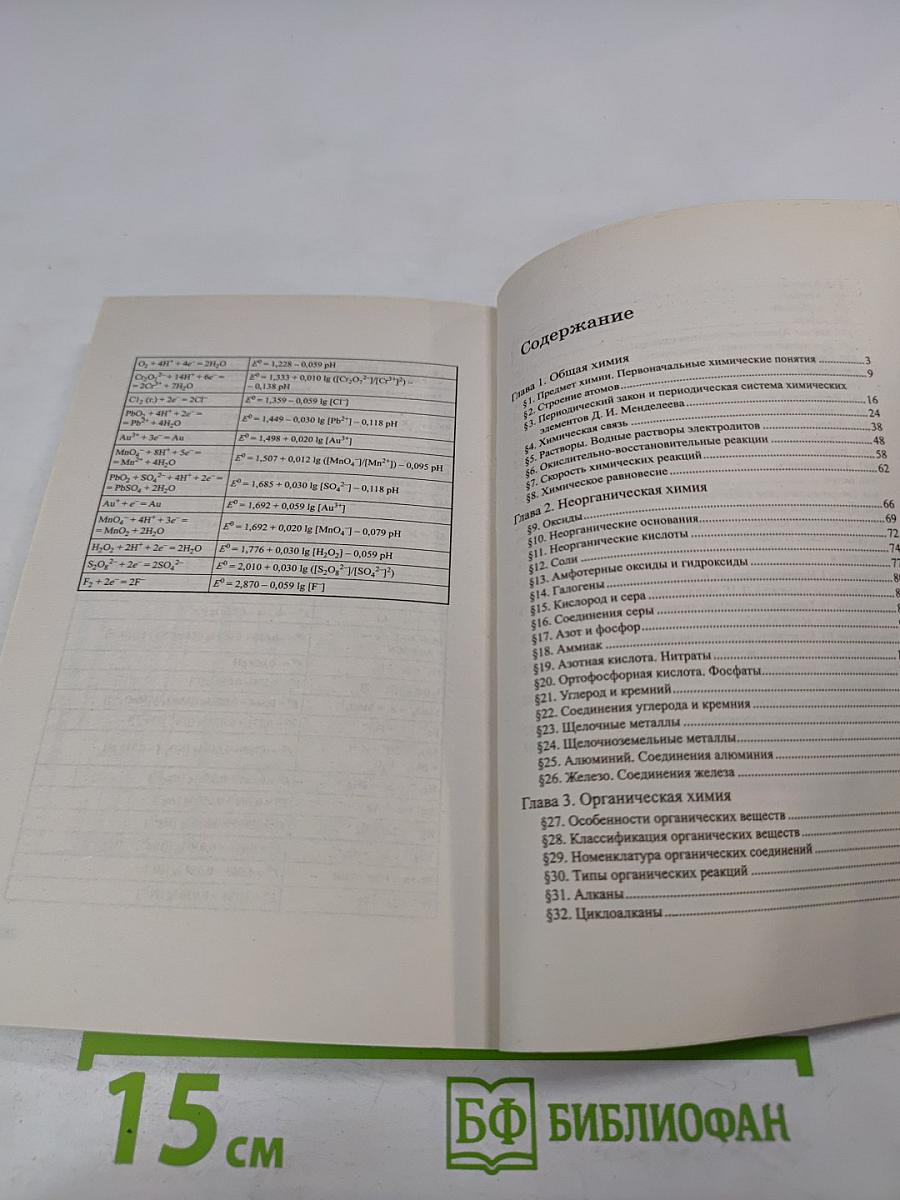 O₂ + 4H⁺ + 4e⁻ = 2H₂O E⁰ = 1,228 – 0,059 pH
Cr₂O₇²⁻ + 14H⁺ + 6e⁻ = E⁰ = 1,333 + 0,010 lg ([Cr₂O₇²⁻]/[Cr³⁺]²) –
= 2Cr³⁺ + 7H₂O – 0,138 pH
Cl₂ (г.) + 2e⁻ = 2Cl⁻ E⁰ = 1,359 – 0,059 lg [Cl⁻]
PbO₂ + 4H⁺ + 2e⁻ = E⁰ = 1,449 – 0,030 lg [Pb²⁺] – 0,118 pH
= Pb²⁺ + 4H₂O
Au³⁺ + 3e⁻ = Au E⁰ = 1,498 + 0,020 lg [Au³⁺]
MnO₄⁻ + 8H⁺ + 5e⁻ = E⁰ = 1,507 + 0,012 lg ([MnO₄⁻]/[Mn²⁺]) – 0,095 pH
= Mn²⁺ + 4H₂O
PbO₂ + SO₄²⁻ + 4H⁺ + 2e⁻ = E⁰ = 1,685 + 0,030 lg [SO₄²⁻] – 0,118 pH
= PbSO₄ + 2H₂O
Au⁺ + e⁻ = Au E⁰ = 1,692 + 0,059 lg [Au⁺]
MnO₄⁻ + 4H⁺ + 3e⁻ = E⁰ = 1,692 + 0,020 lg [MnO₄⁻] – 0,079 pH
= MnO₂ + 2H₂O
H₂O₂ + 2H⁺ + 2e⁻ = 2H₂O E⁰ = 1,776 + 0,030 lg [H₂O₂] – 0,059 pH
S₂O₈²⁻ + 2e⁻ = 2SO₄²⁻ E⁰ = 2,010 + 0,030 lg ([S₂O₈²⁻]/[SO₄²⁻]²)
F₂ + 2e⁻ = 2F⁻ E⁰ = 2,870 – 0,059 lg [F⁻]
Содержание
Глава 1. Общая химия
§1. Предмет химии. Первоначальные химические понятия 3
§2. Строение атомов 9
§3. Периодический закон и периодическая система химических
элементов Д. И. Менделеева 16
§4. Химическая связь 24
§5. Растворы. Водные растворы электролитов 38
§6. Окислительно-восстановительные реакции 48
§7. Скорость химических реакций 58
§8. Химическое равновесие 62
Глава 2. Неорганическая химия
§9. Оксиды 66
§10. Неорганические основания 69
§11. Неорганические кислоты 72
§12. Соли 74
§13. Амфотерные оксиды и гидроксиды
§14. Галогены
§15. Кислород и сера
§16. Соединения серы
§17. Азот и фосфор
§18. Аммиак
§19. Азотная кислота. Нитраты
§20. Ортофосфорная кислота. Фосфаты
§21. Углерод и кремний
§22. Соединения углерода и кремния
§23. Щелочные металлы
§24. Щелочноземельные металлы
§25. Алюминий. Соединения алюминия
§26. Железо. Соединения железа
Глава 3. Органическая химия
§27. Особенности органических веществ
§28. Классификация органических веществ
§29. Номенклатура органических соединений
§30. Типы органических реакций
§31. Алканы
§32. Циклоалканы
15 см
БФ БИБЛИОФАН